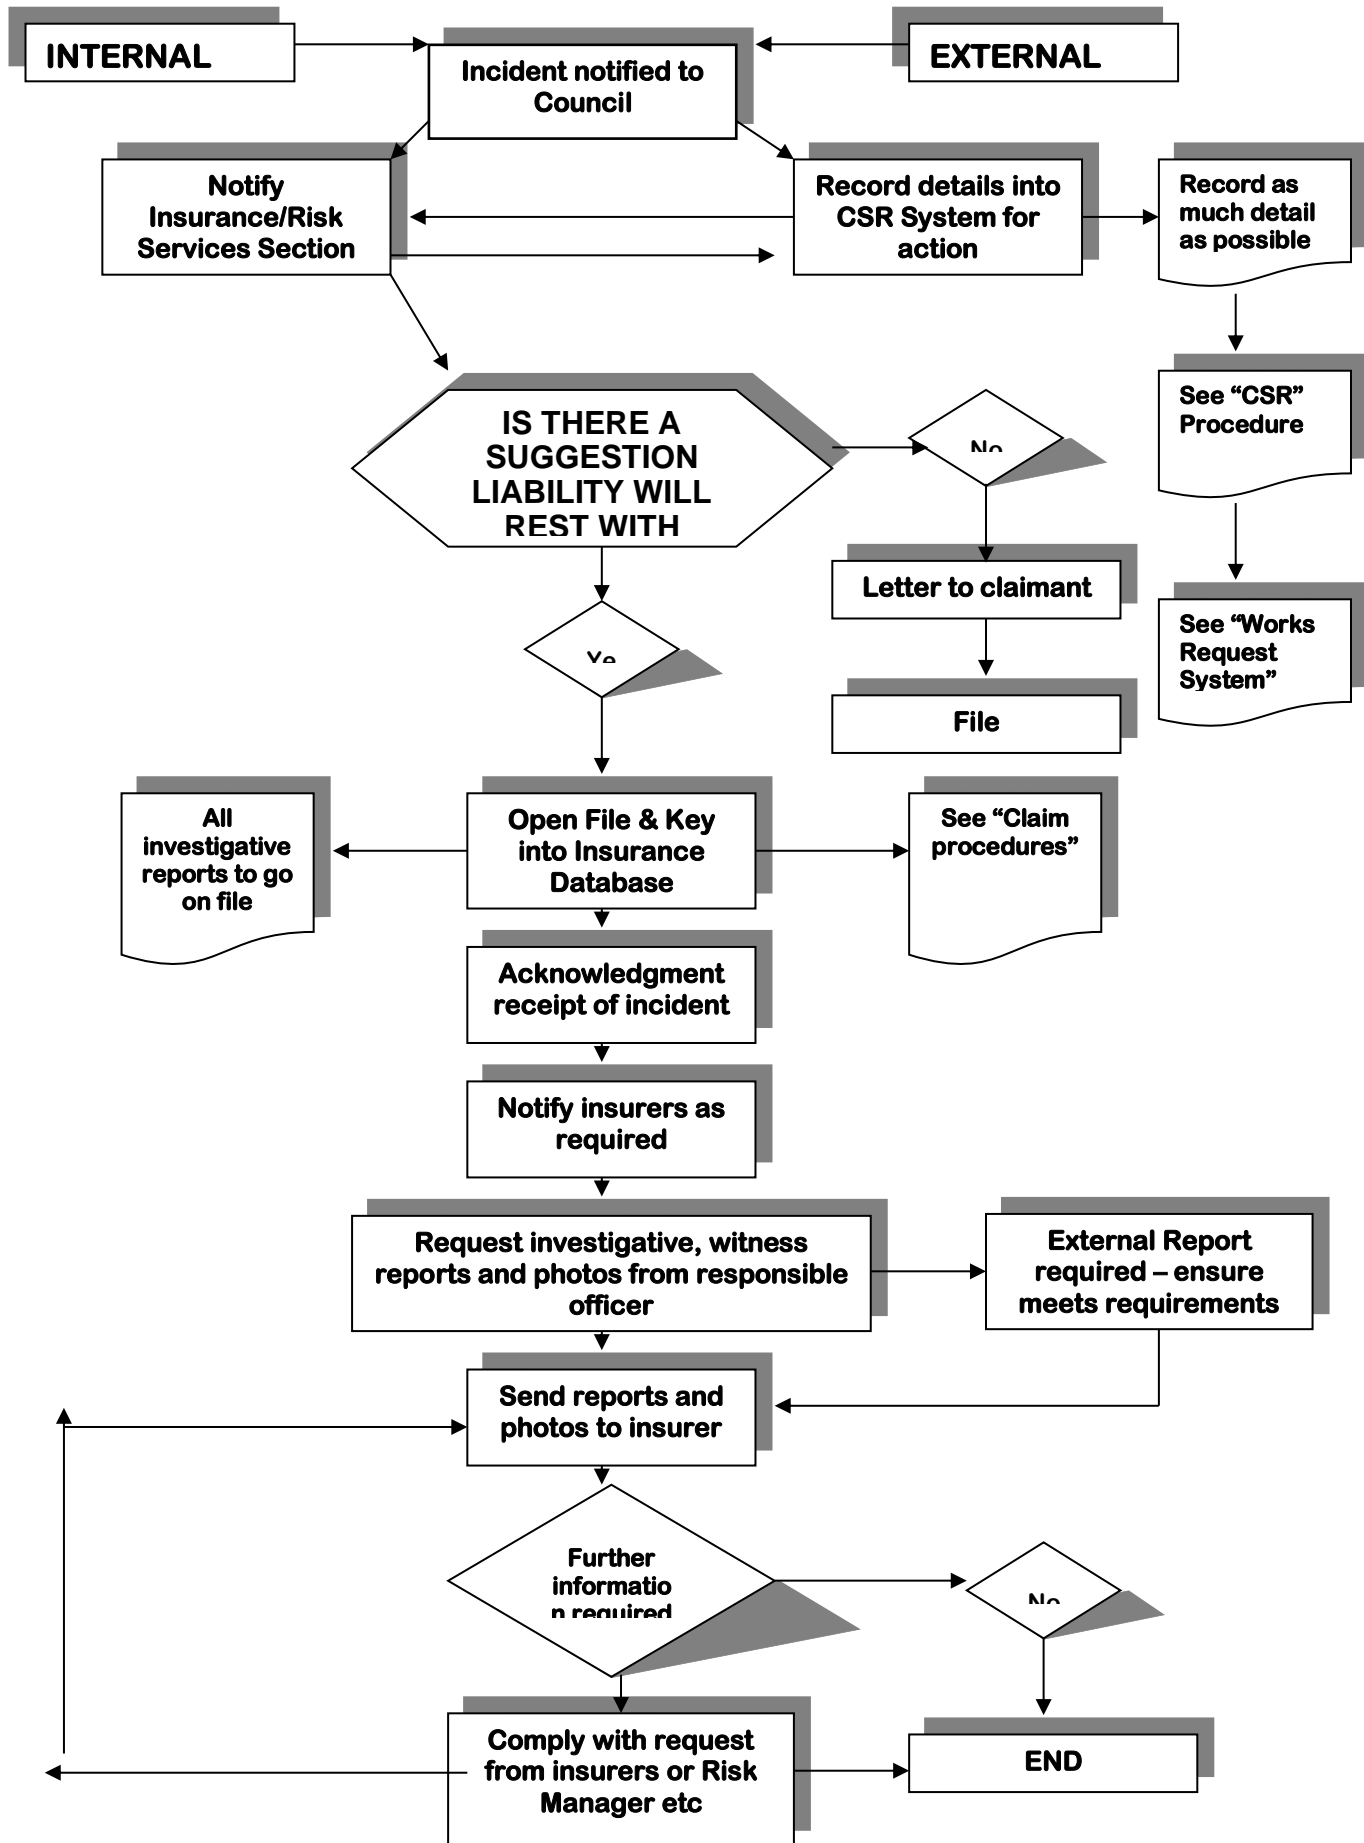 INTERNAL
EXTERNAL
Incident notified to
Council
Notify
Insurance/Risk
Services Section
Record details into
CSR System for
action
Record as
much detail
as possible
See “CSR”
Procedure
IS THERE A
SUGGESTION
LIABILITY WILL
REST WITH
No
Letter to claimant
See “Works
Request
System”
Ye
File
All
investigative
reports to go
on file
Open File & Key
into Insurance
Database
See “Claim
procedures”
Acknowledgment
receipt of incident
Notify insurers as
required
Request investigative, witness
reports and photos from responsible
officer
External Report
required – ensure
meets requirements
Send reports and
photos to insurer
Further
informatio
n required
No
Comply with request
from insurers or Risk
Manager etc
END